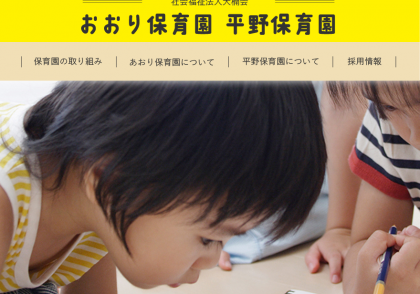 社会福祉法人大楠会
おおり保育園 平野保育園
保育園の取り組み
あおり保育園について
平野保育園について
採用情報